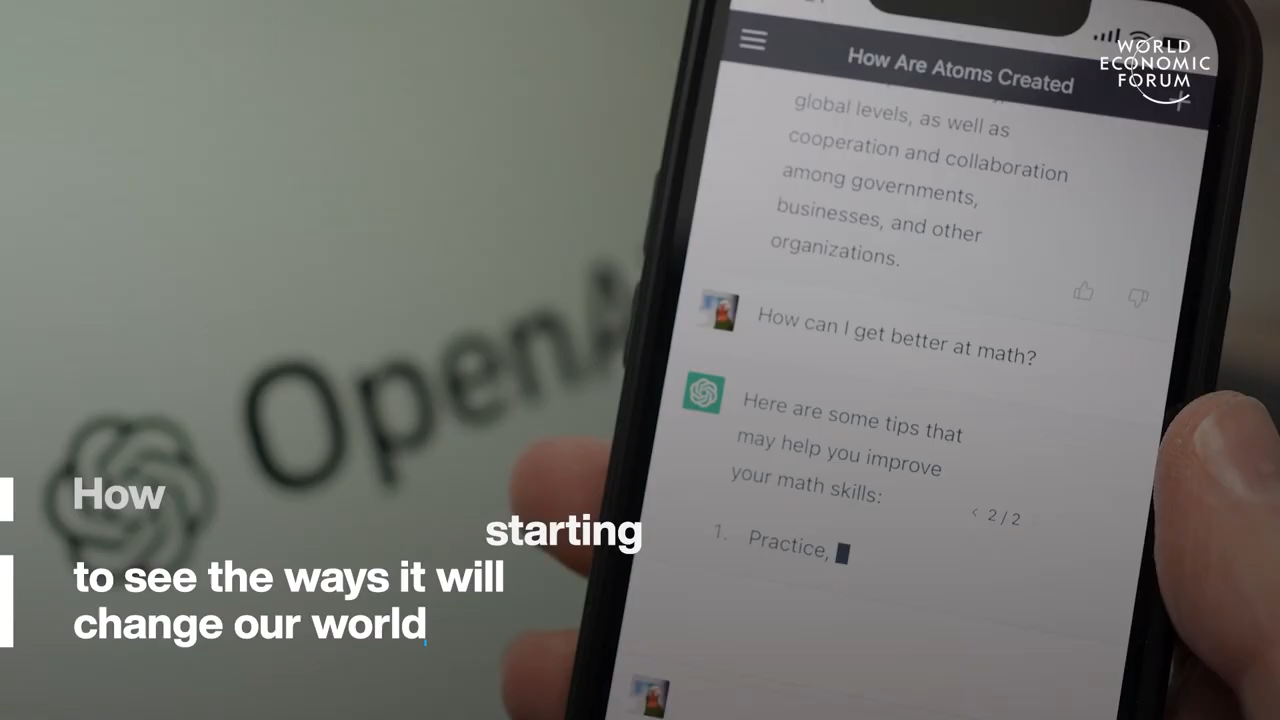 WORLD
ECONOMIC
FORUM
How Are Atoms Created
global levels, as well as
cooperation and collaboration
among governments,
businesses, and other
organizations.
How can I get better at math?
Here are some tips that
may help you improve
your math skills:
< 2/2
1. Practice,
OpenA
How
starting
to see the ways it will
change our world